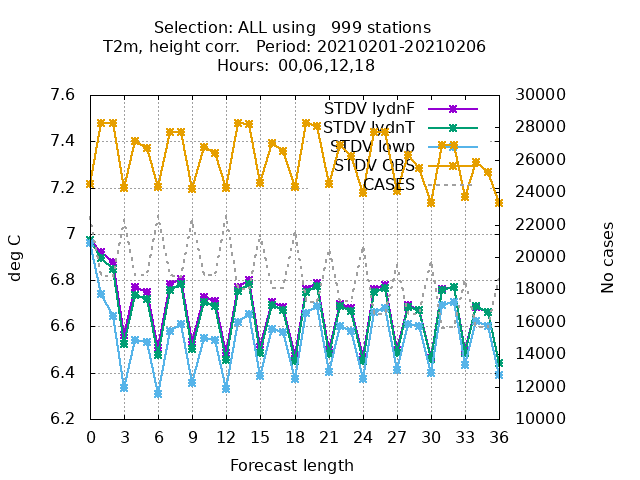 Selection: ALL using   999 stations
T2m, height corr.   Period: 20210201-20210206
Hours:  00,06,12,18
7.6
7.4
7.2
7
6.8
6.6
6.4
6.2
deg C
30000
28000
26000
24000
22000
20000
18000
16000
14000
12000
10000
No cases
STDV lydnF
STDV lydnT
STDV lowp
STDV OBS
CASES
0 3 6 9 12 15 18 21 24 27 30 33 36
Forecast length